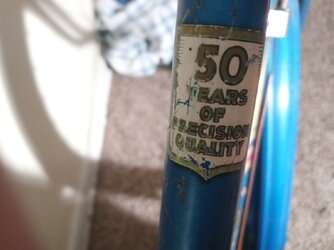 50
YEARS
OF
PRECISION
QUALITY